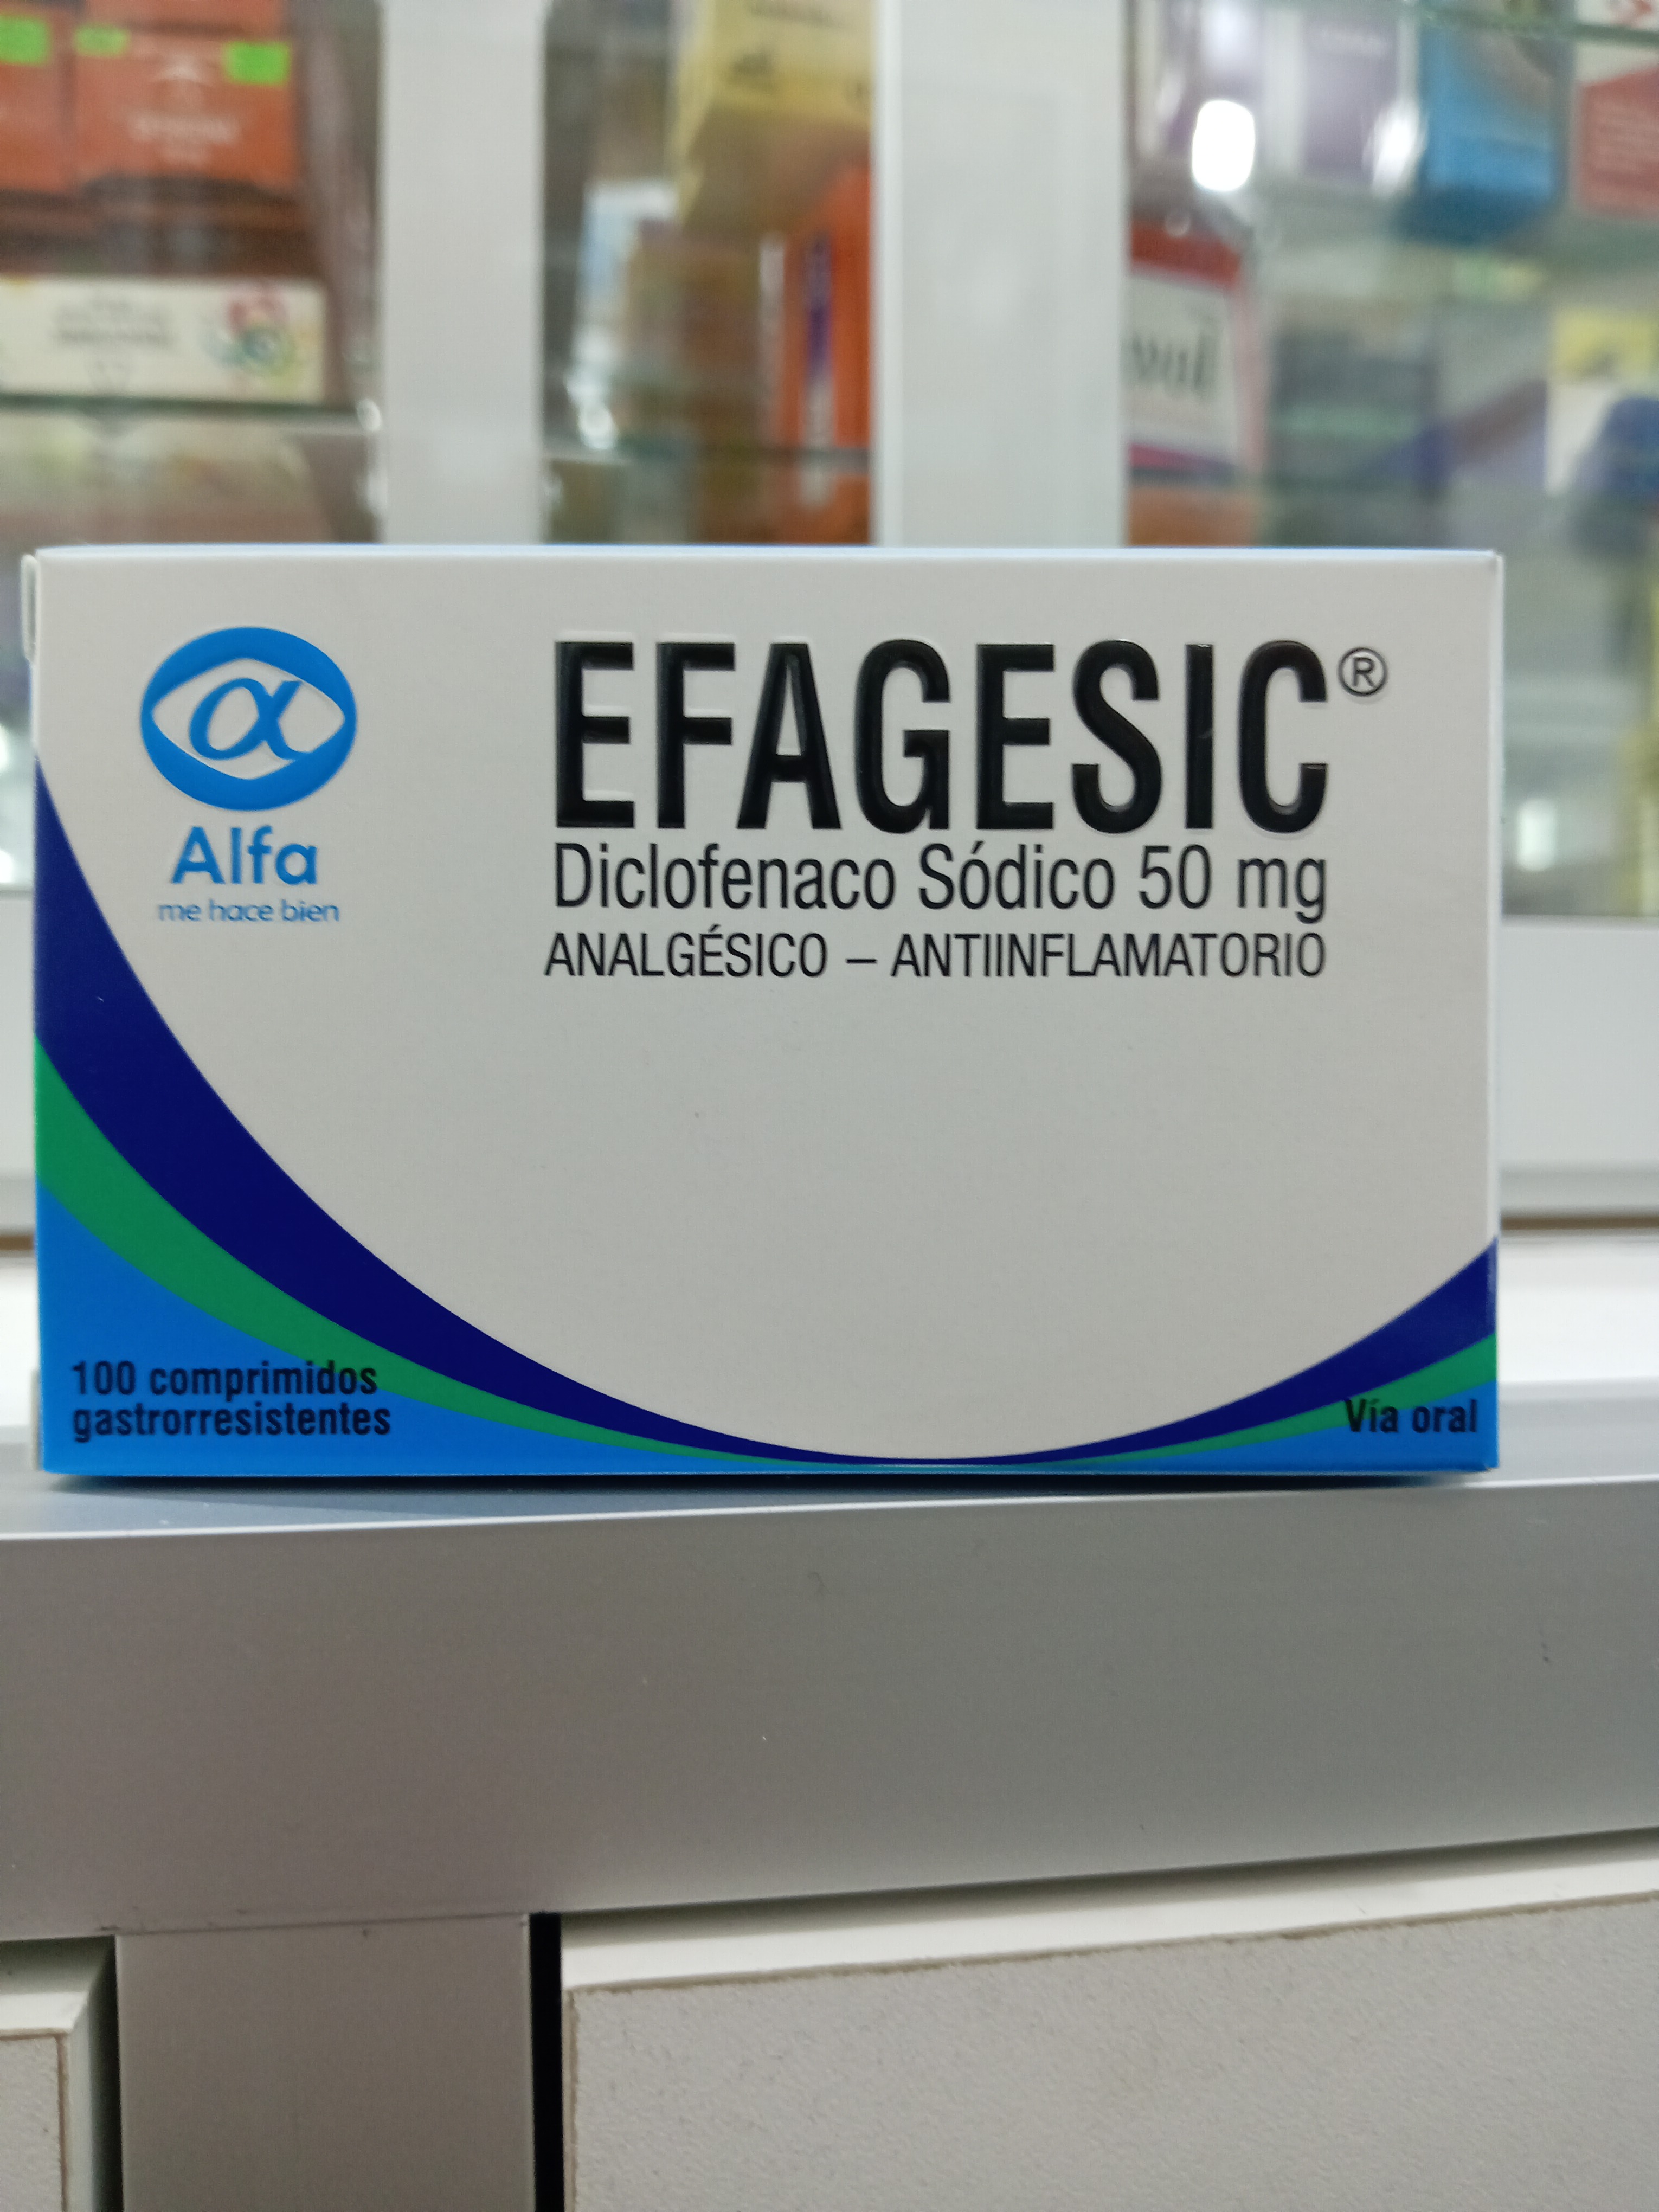 α
Alfa
me hace bien
EFAGESIC®
Diclofenaco Sódico 50 mg
ANALGÉSICO – ANTIINFLAMATORIO
100 comprimidos
gastrorresistentes
Vía oral